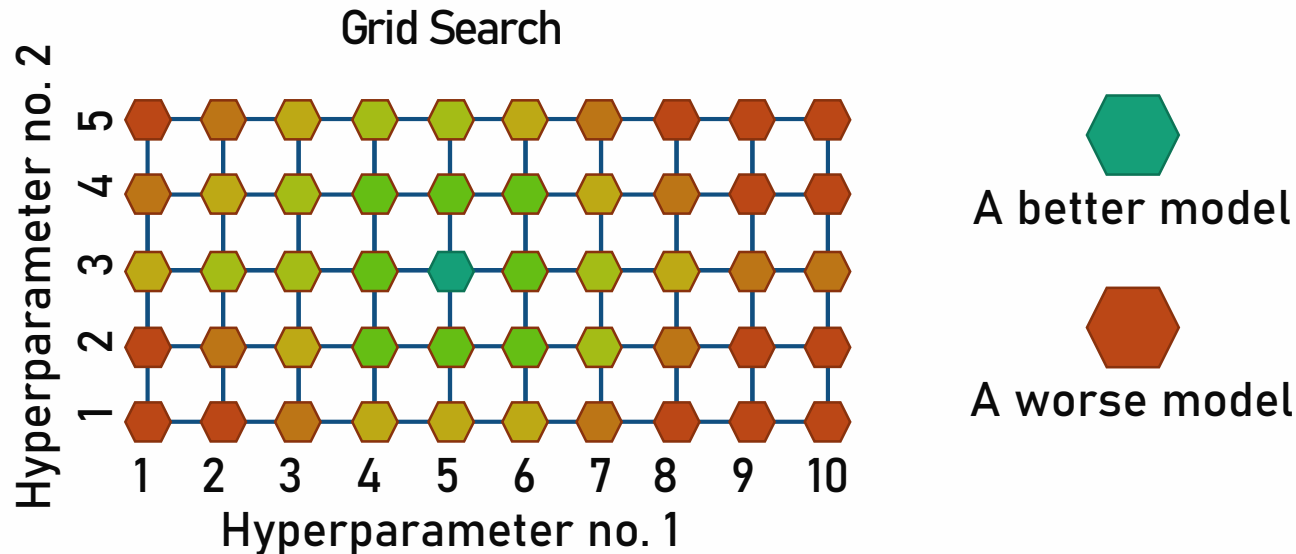 Grid Search
Hyperparameter no. 2
5
4
3
2
1
1 2 3 4 5 6 7 8 9 10
Hyperparameter no. 1
A better model
A worse model